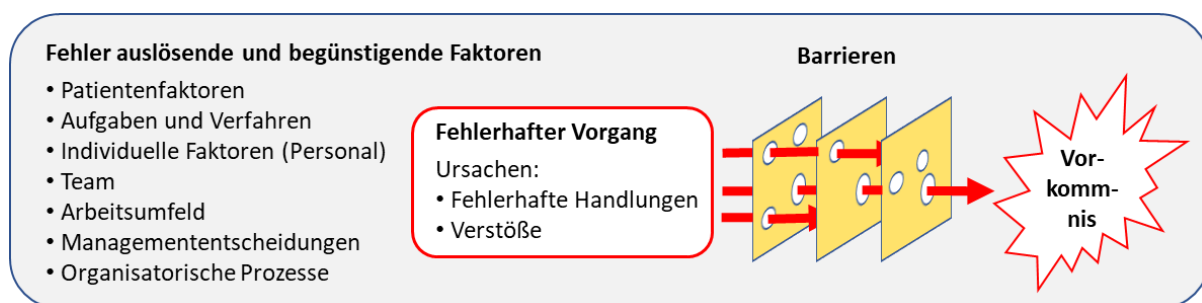 Fehler auslösende und begünstigende Faktoren
• Patientenfaktoren
• Aufgaben und Verfahren
• Individuelle Faktoren (Personal)
• Team
• Arbeitsumfeld
• Managemententscheidungen
• Organisatorische Prozesse
Fehlerhafter Vorgang
Ursachen:
• Fehlerhafte Handlungen
• Verstöße
Barrieren
Vor-
komm-
nis